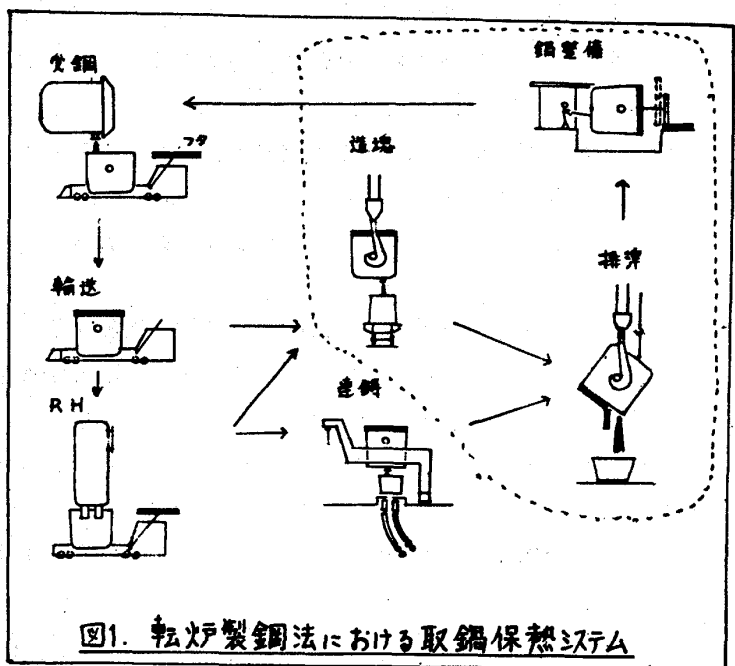 受鋼
フタ
鍋整備
造塊
輸送
排滓
RH
連鋳
図1. 転炉製鋼法における取鍋保熱システム